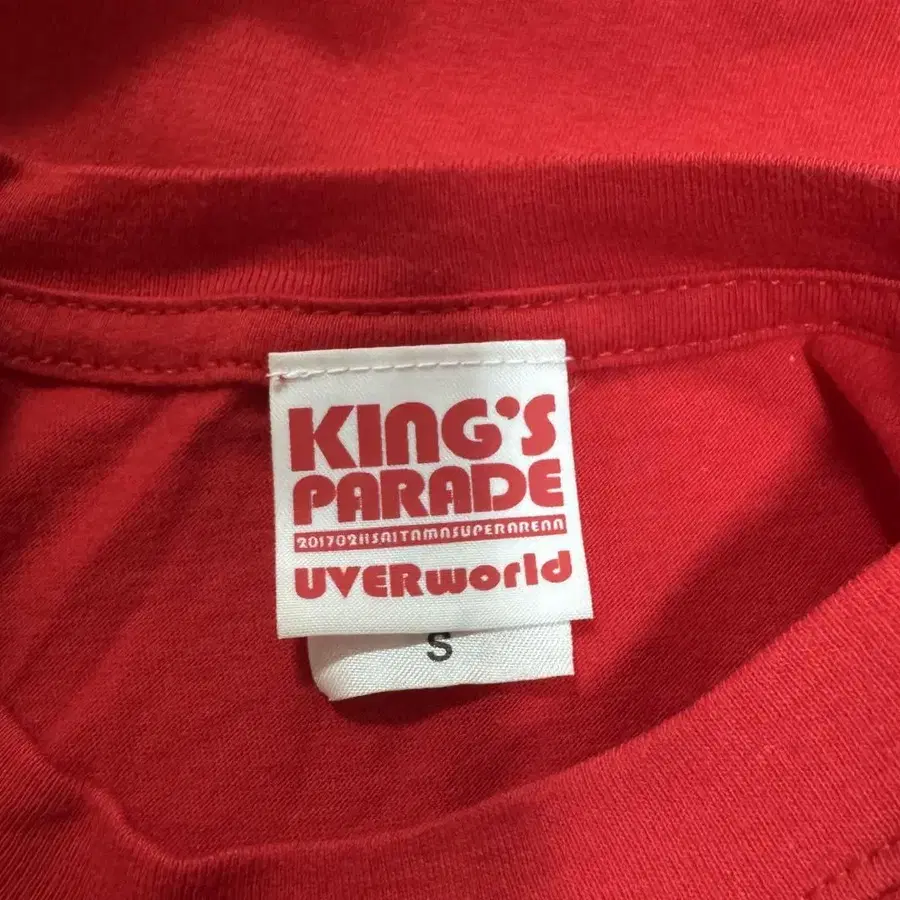 KING'S
PARADE
20170211SAITAMASUPERARENA
UVERworld
S